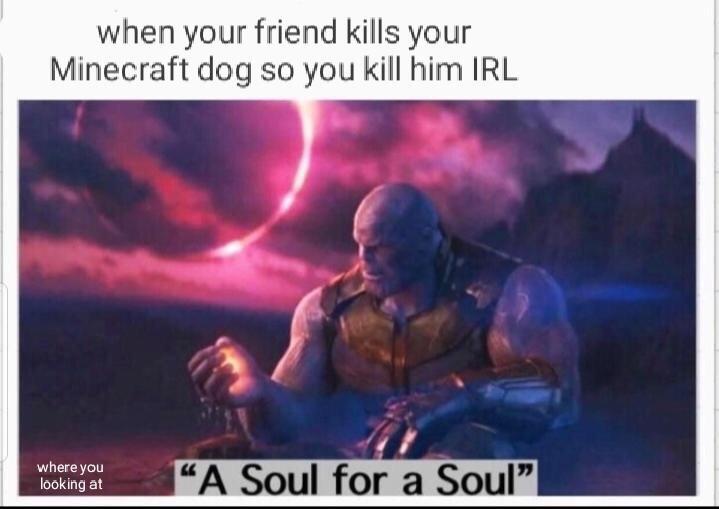 when your friend kills your
Minecraft dog so you kill him IRL
where you
looking at
“A Soul for a Soul”